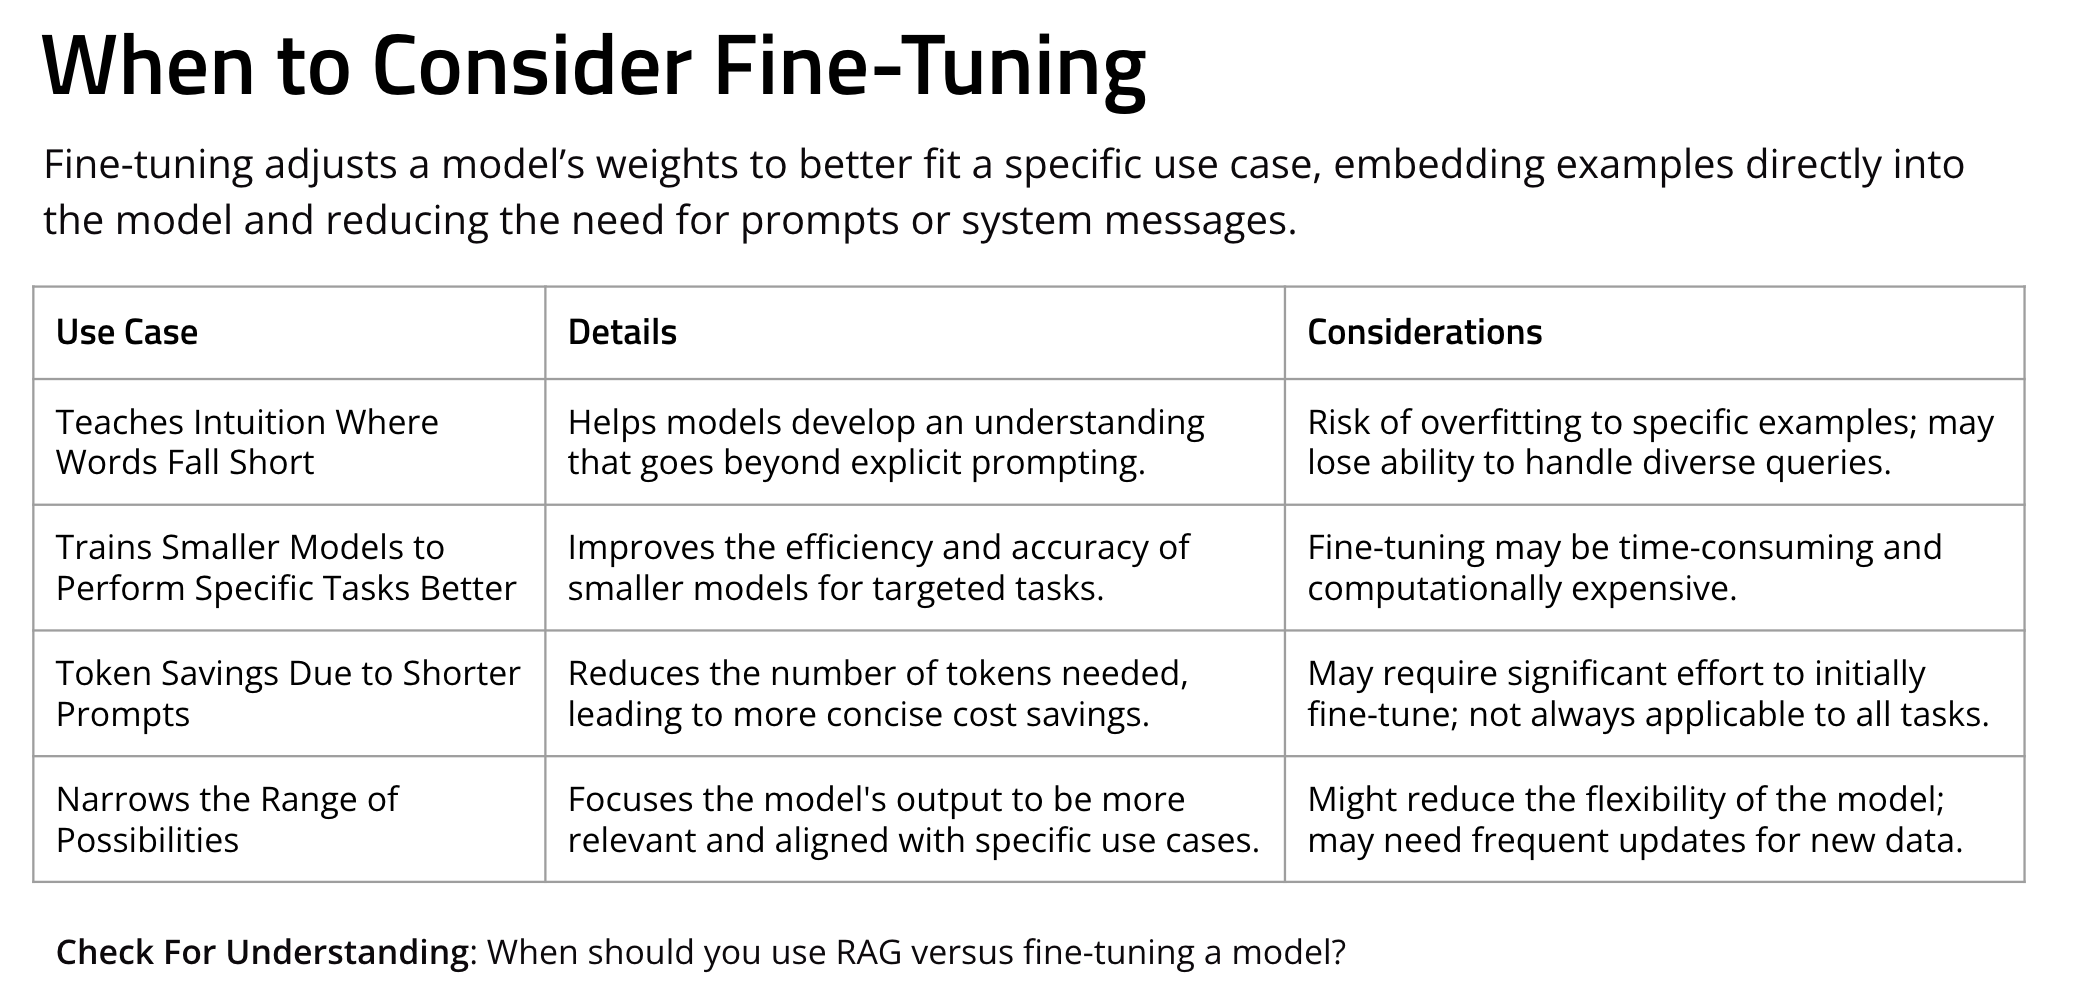 When to Consider Fine-Tuning
Fine-tuning adjusts a model’s weights to better fit a specific use case, embedding examples directly into
the model and reducing the need for prompts or system messages.
Use Case
Details
Considerations
Teaches Intuition Where
Words Fall Short
Helps models develop an understanding
that goes beyond explicit prompting.
Risk of overfitting to specific examples; may
lose ability to handle diverse queries.
Trains Smaller Models to
Perform Specific Tasks Better
Improves the efficiency and accuracy of
smaller models for targeted tasks.
Fine-tuning may be time-consuming and
computationally expensive.
Token Savings Due to Shorter
Prompts
Reduces the number of tokens needed,
leading to more concise cost savings.
May require significant effort to initially
fine-tune; not always applicable to all tasks.
Narrows the Range of
Possibilities
Focuses the model's output to be more
relevant and aligned with specific use cases.
Might reduce the flexibility of the model;
may need frequent updates for new data.
Check For Understanding: When should you use RAG versus fine-tuning a model?